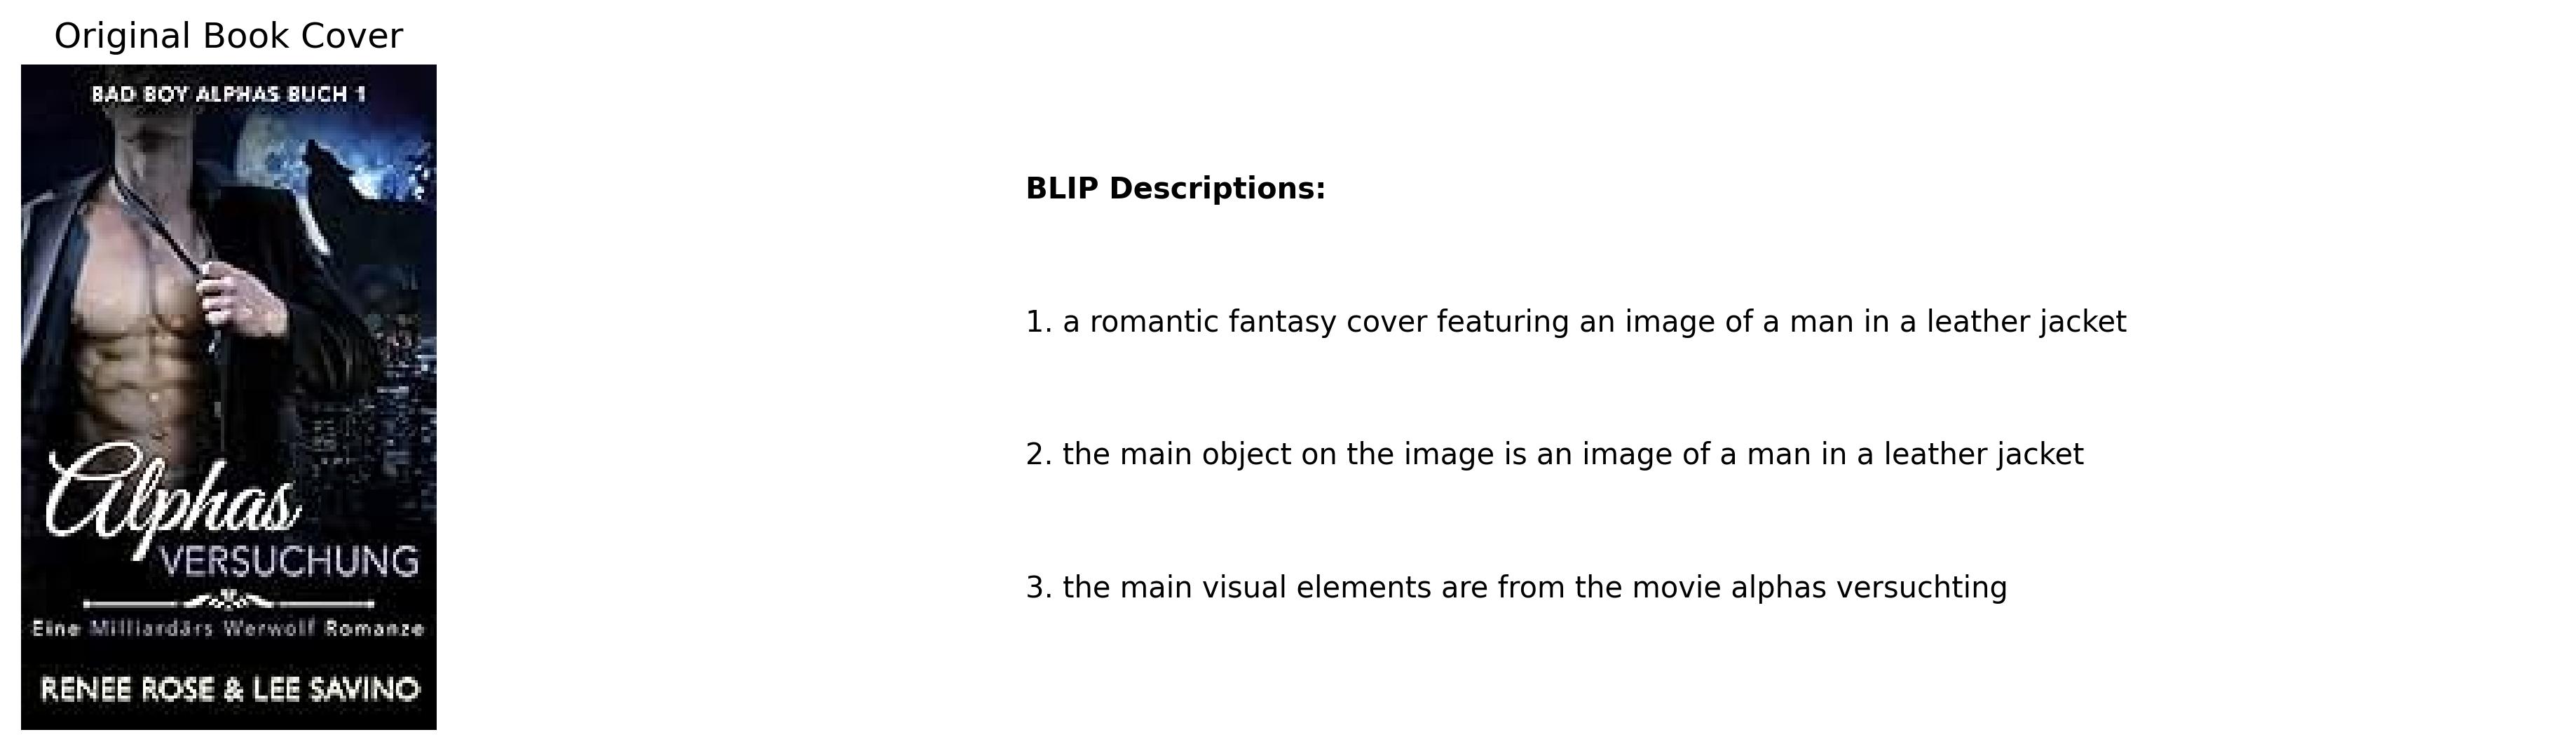 Original Book Cover
BAD BOY ALPHAS BUCH 1
Alphas
VERSUCHUNG
Eine Milliardärs Werwolf Romanze
RENEE ROSE & LEE SAVINO
BLIP Descriptions:
1. a romantic fantasy cover featuring an image of a man in a leather jacket
2. the main object on the image is an image of a man in a leather jacket
3. the main visual elements are from the movie alphas versuchting